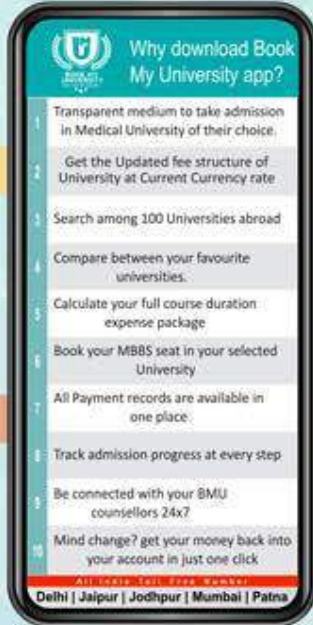 BOOK MY
UNIVERSITY
Why download Book
My University app?
1
Transparent medium to take admission
in Medical University of their choice.
2
Get the Updated fee structure of
University at Current Currency rate
3
Search among 100 Universities abroad
4
Compare between your favourite
universities.
5
Calculate your full course duration
expense package
6
Book your MBBS seat in your selected
University
7
All Payment records are available in
one place
8
Track admission progress at every step
9
Be connected with your BMU
counsellors 24x7
10
Mind change? get your money back into
your account in just one click
All India Toll Free Number
Delhi | Jaipur | Jodhpur | Mumbai | Patna